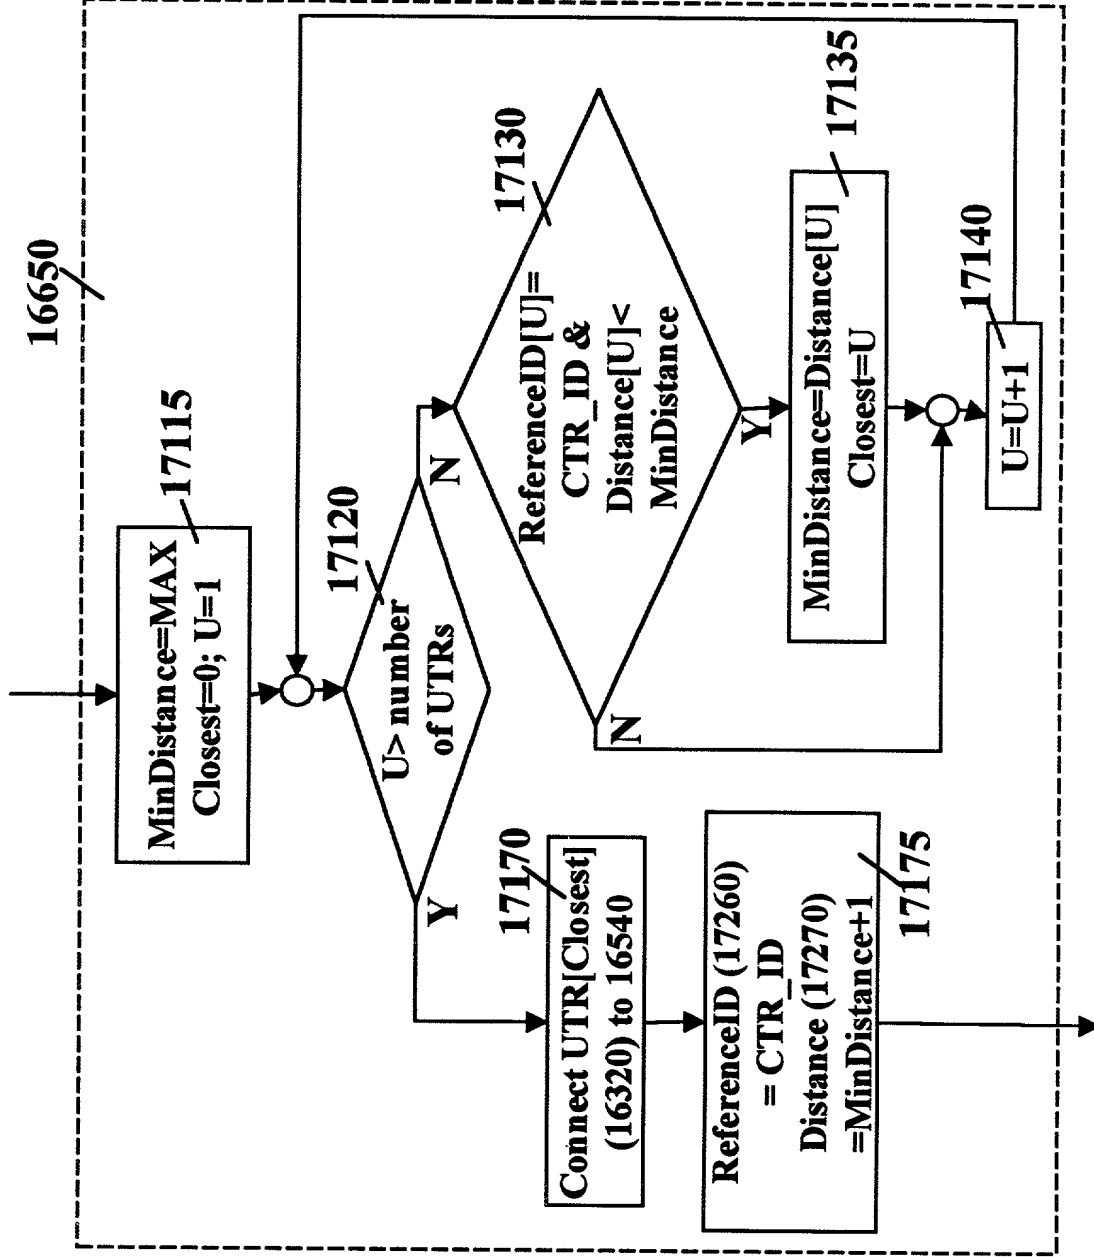 16650
MinDistance=MAX
Closest=0; U=1
17115
U> number
of UTRs
17120
N
Y
ReferenceID[U]=
CTR_ID &
Distance[U]<
MinDistance
17130
Y
N
MinDistance=Distance[U]
Closest=U
17135
U=U+1
17140
Connect UTR[Closest]
(16320) to 16540
17170
ReferenceID (17260)
= CTR_ID
Distance (17270)
=MinDistance+1
17175